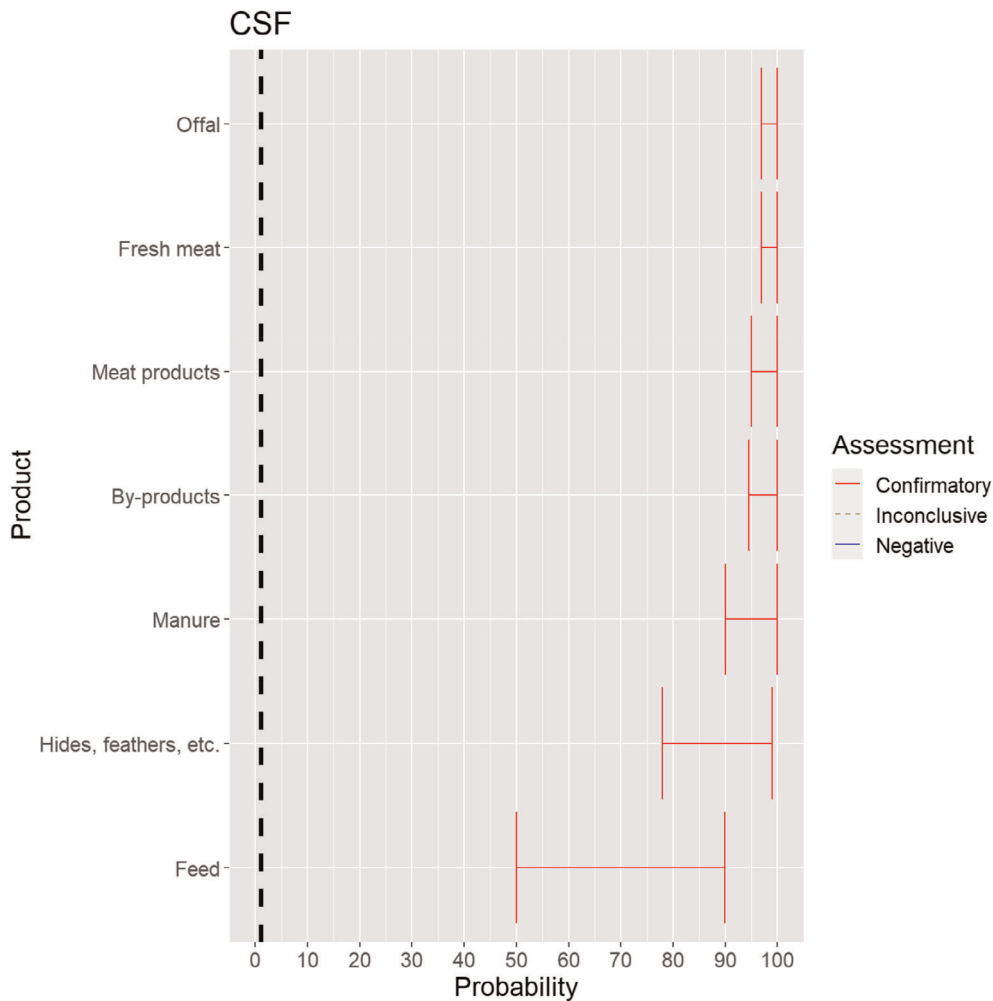 CSF
Offal
Fresh meat
Meat products
By-products
Manure
Hides, feathers, etc.
Feed
Product
0 10 20 30 40 50 60 70 80 90 100
Probability
Assessment
Confirmatory
Inconclusive
Negative